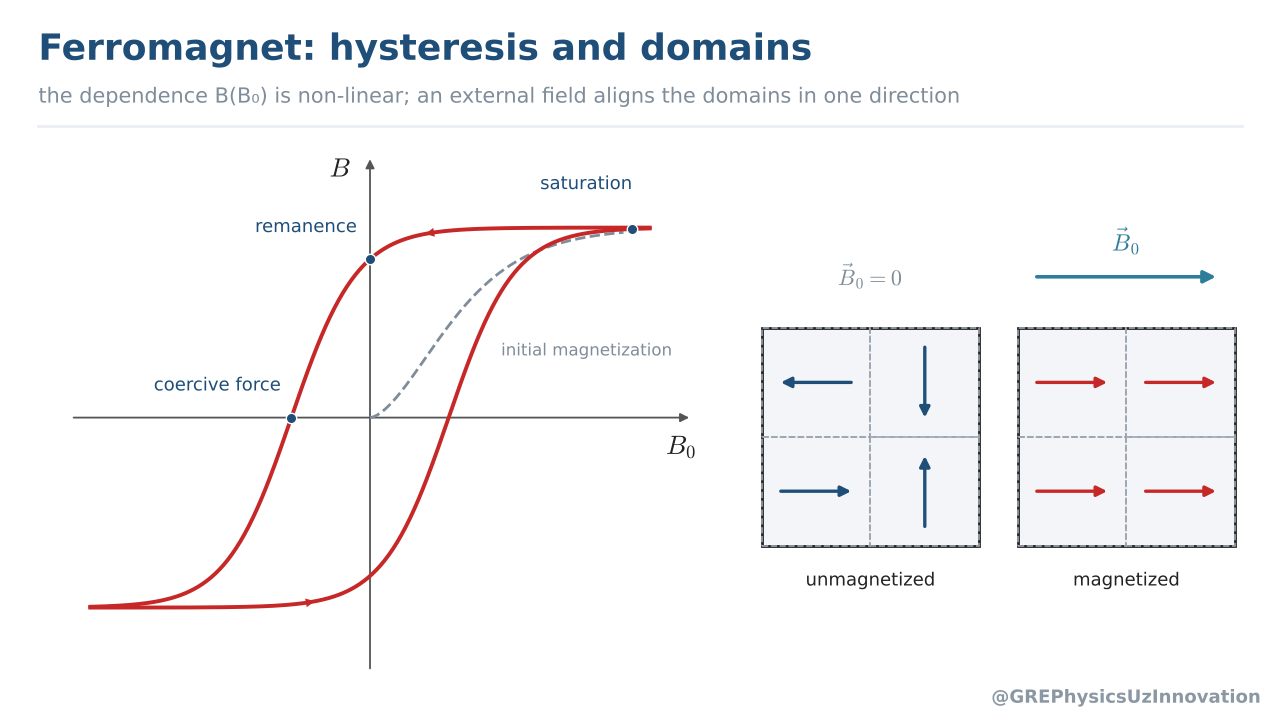 Ferromagnet: hysteresis and domains
the dependence B(B₀) is non-linear; an external field aligns the domains in one direction
B
saturation
remanence
initial magnetization
coercive force
B₀
B⃗₀ = 0
B⃗₀
unmagnetized
magnetized
@GREPhysicsUzInnovation